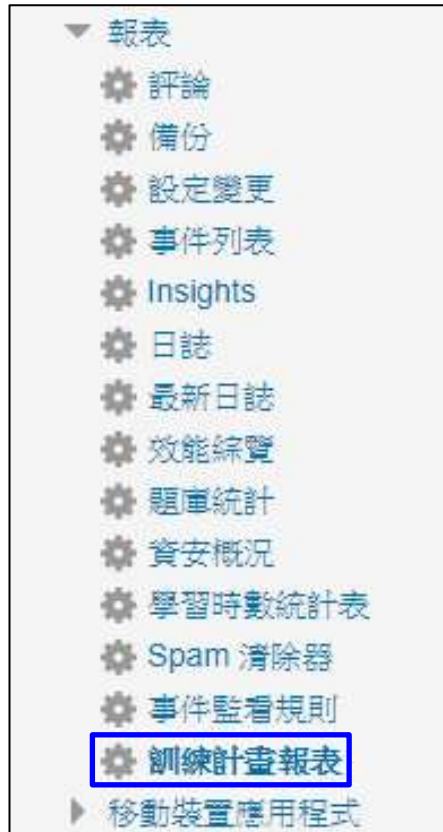 報表
評論
備份
設定變更
事件列表
Insights
日誌
最新日誌
效能綜覽
題庫統計
資安概況
學習時數統計表
Spam 清除器
事件監看規則
訓練計畫報表
移動裝置應用程式